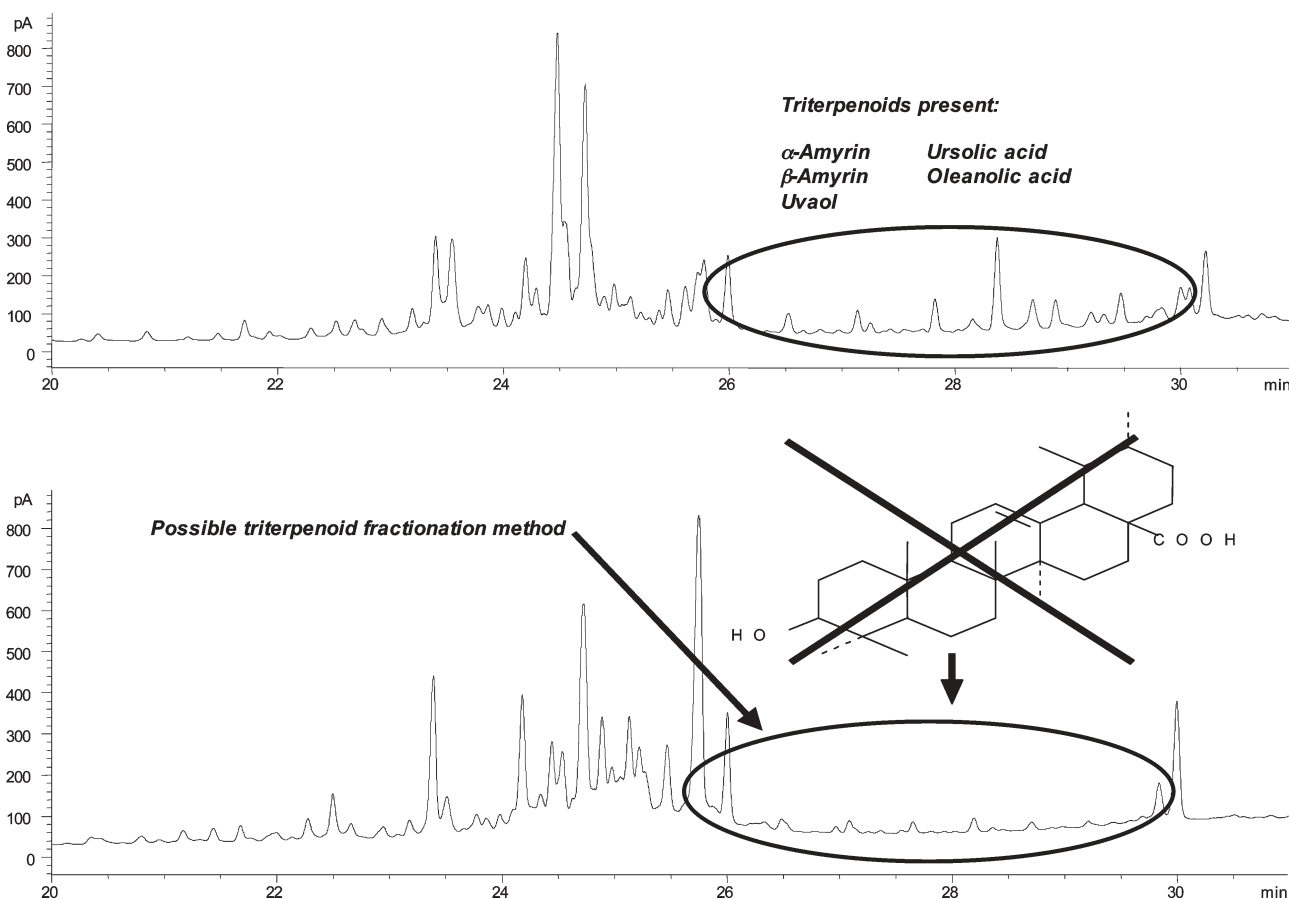 pA
800
700
600
500
400
300
200
100
0
20 22 24 26 28 30 min
Triterpenoids present:
α-Amyrin Ursolic acid
β-Amyrin Oleanolic acid
Uvaol
pA
800
700
600
500
400
300
200
100
0
20 22 24 26 28 30 min
Possible triterpenoid fractionation method
COOH
HO